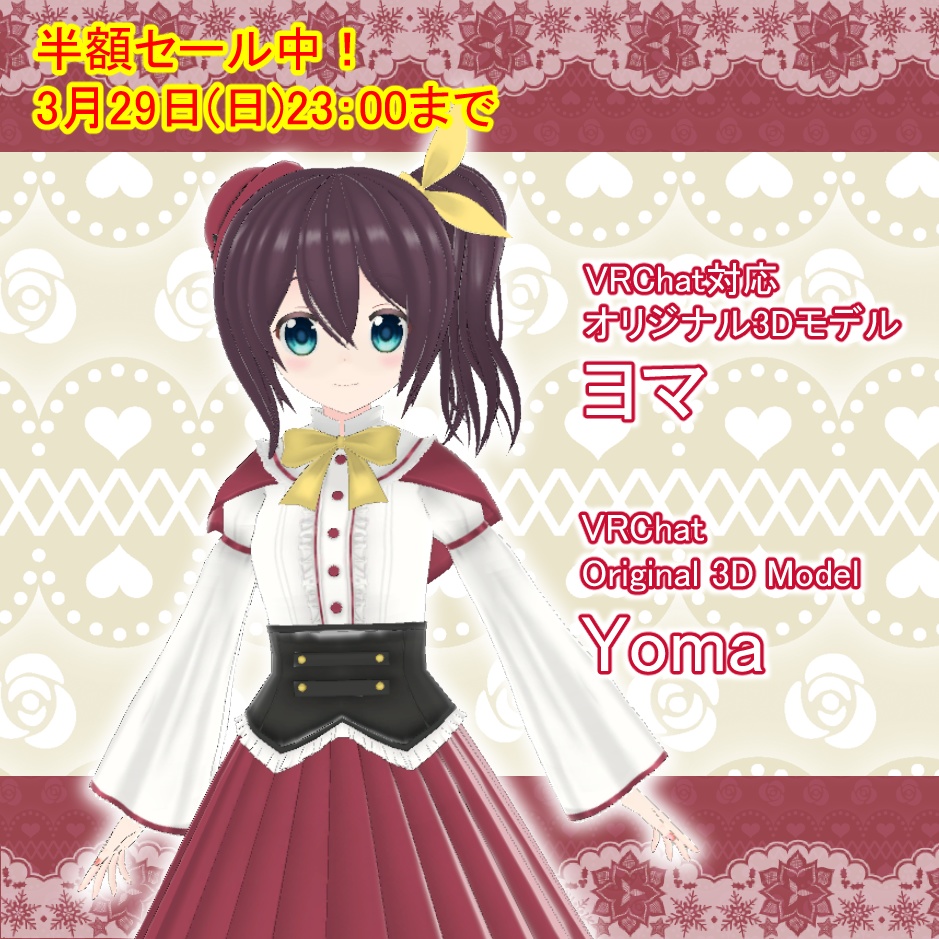 半額セール中！
3月29日(日)23:00まで
VRChat対応
オリジナル3Dモデル
ヨマ
VRChat
Original 3D Model
Yoma